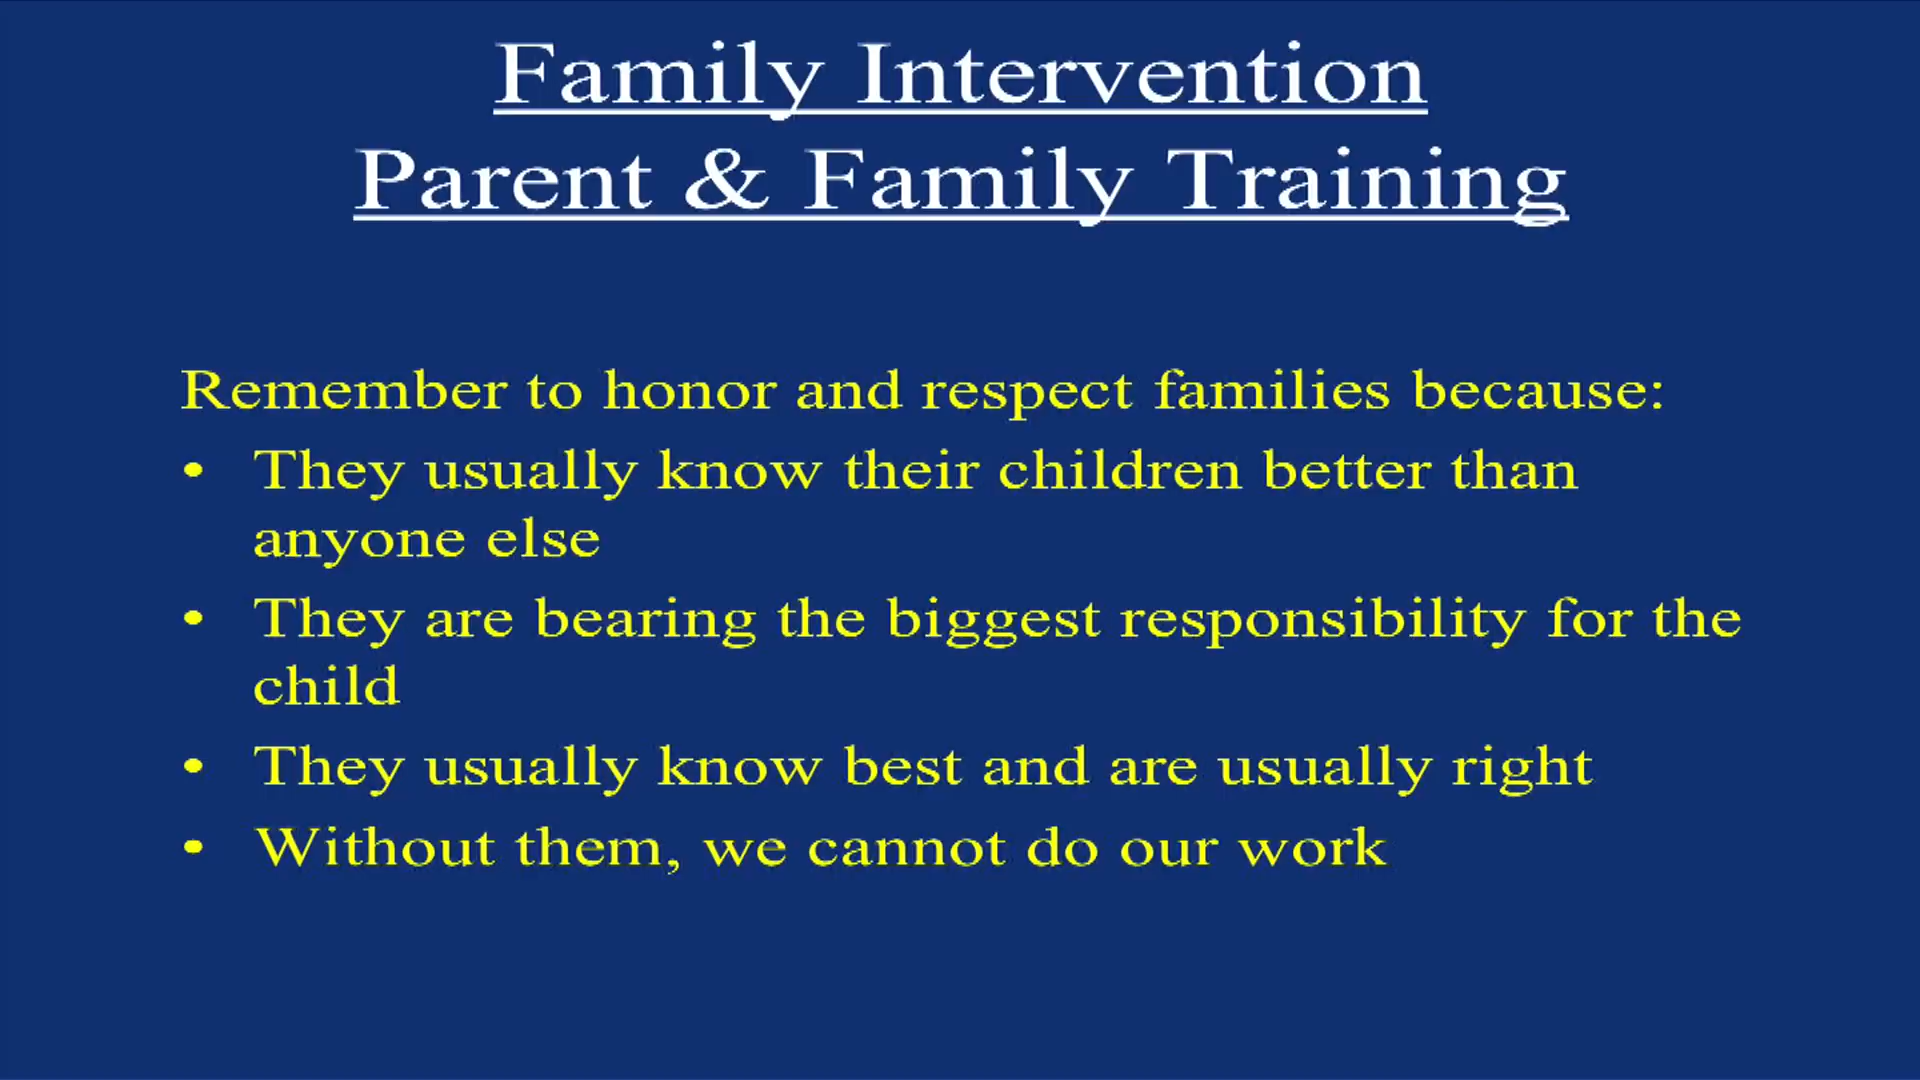 Family Intervention
Parent & Family Training
Remember to honor and respect families because:
• They usually know their children better than
anyone else
• They are bearing the biggest responsibility for the
child
• They usually know best and are usually right
• Without them, we cannot do our work